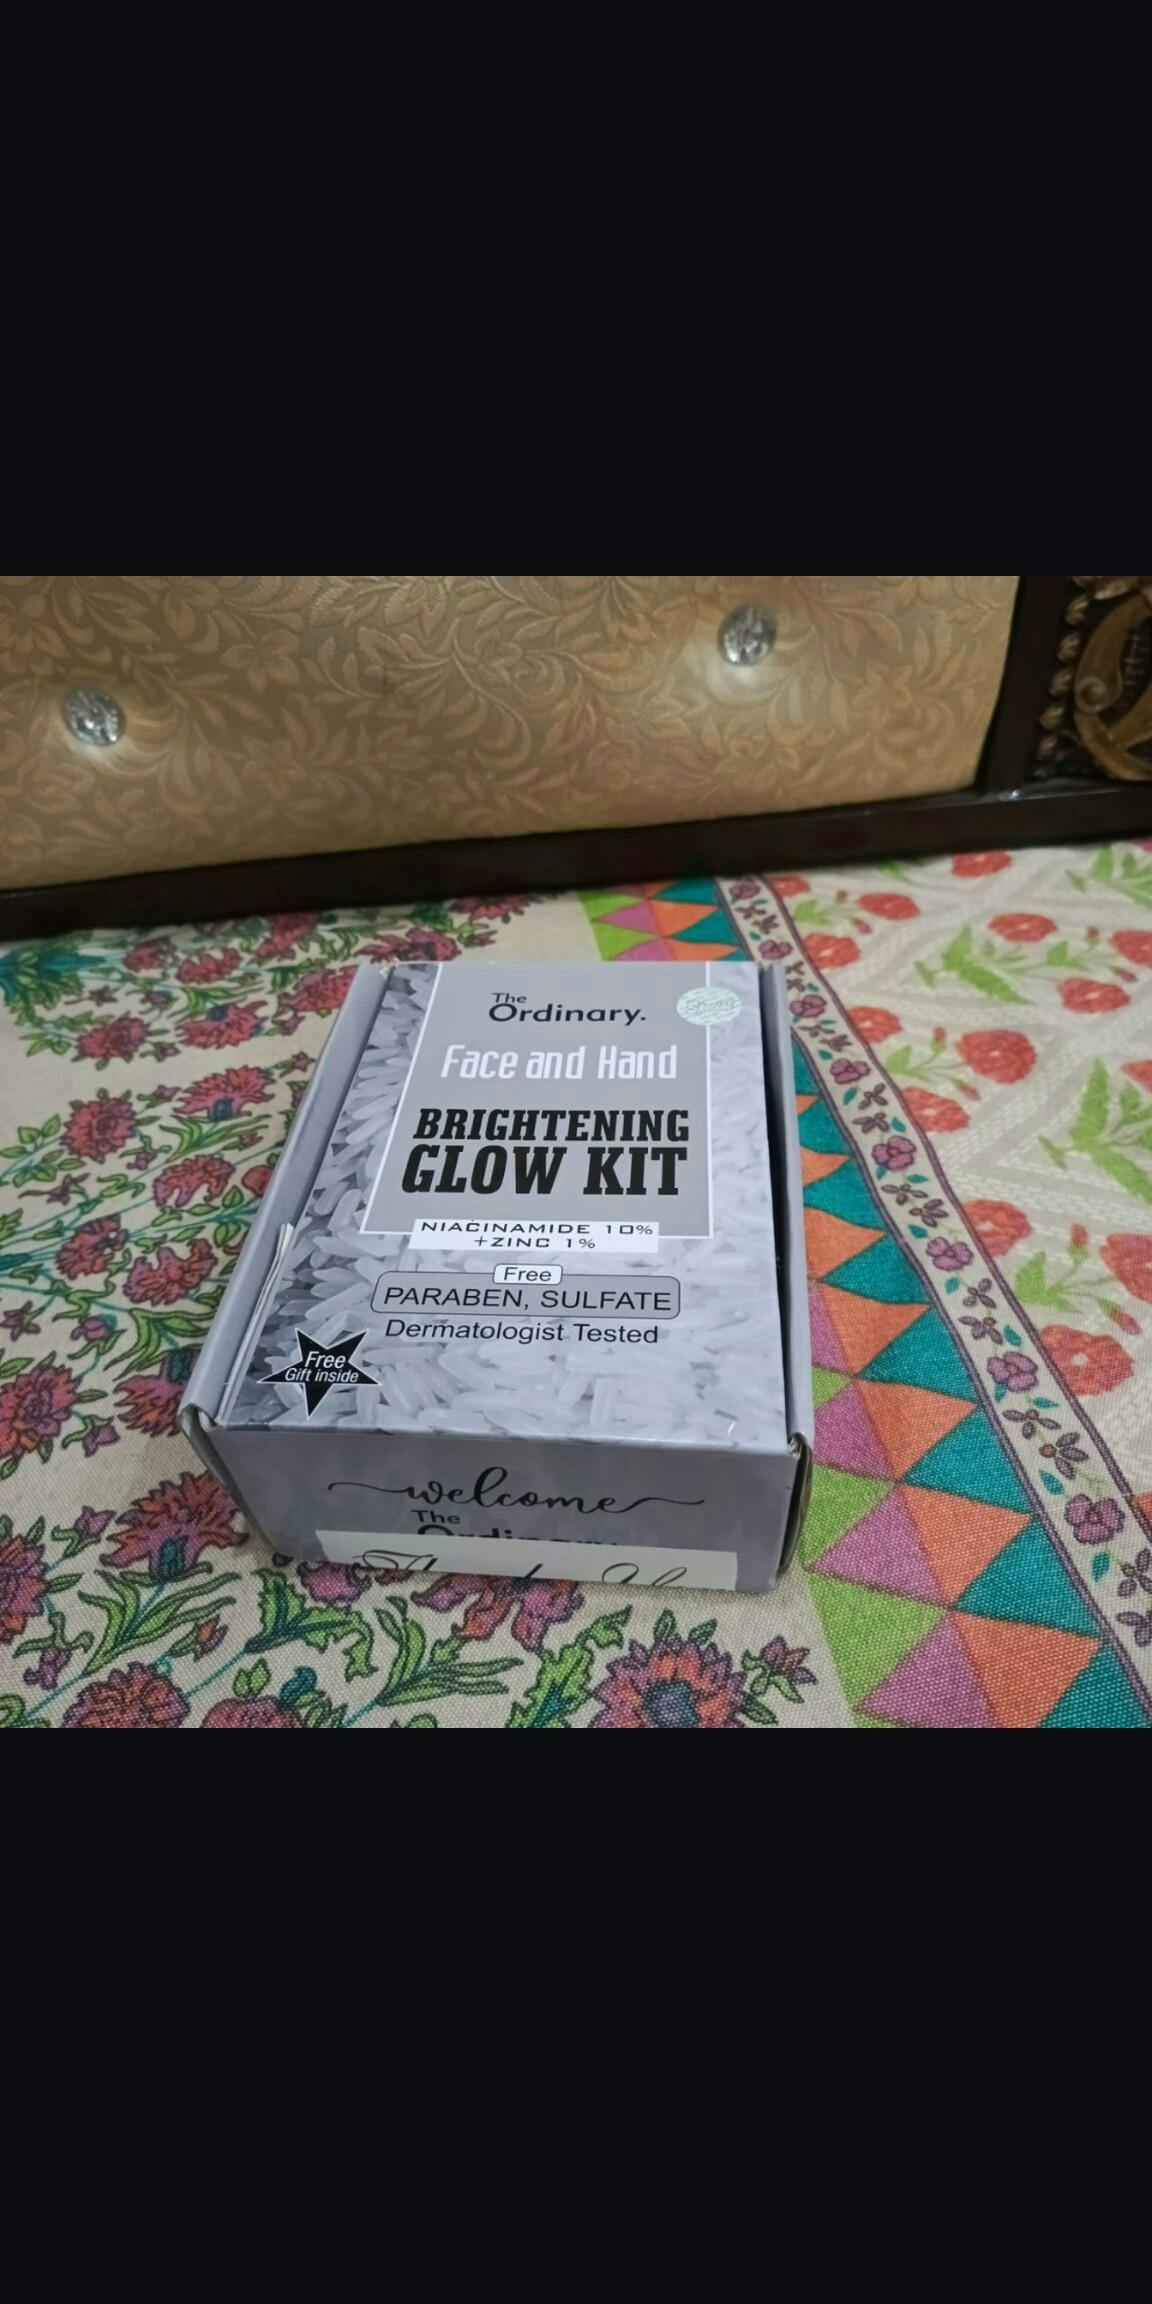 The
Ordinary.
Face and Hand
BRIGHTENING
GLOW KIT
NIACINAMIDE 10%
+ZINC 1%
Free
PARABEN, SULFATE
Dermatologist Tested
Free
Gift inside
welcome
The
Ordinary.